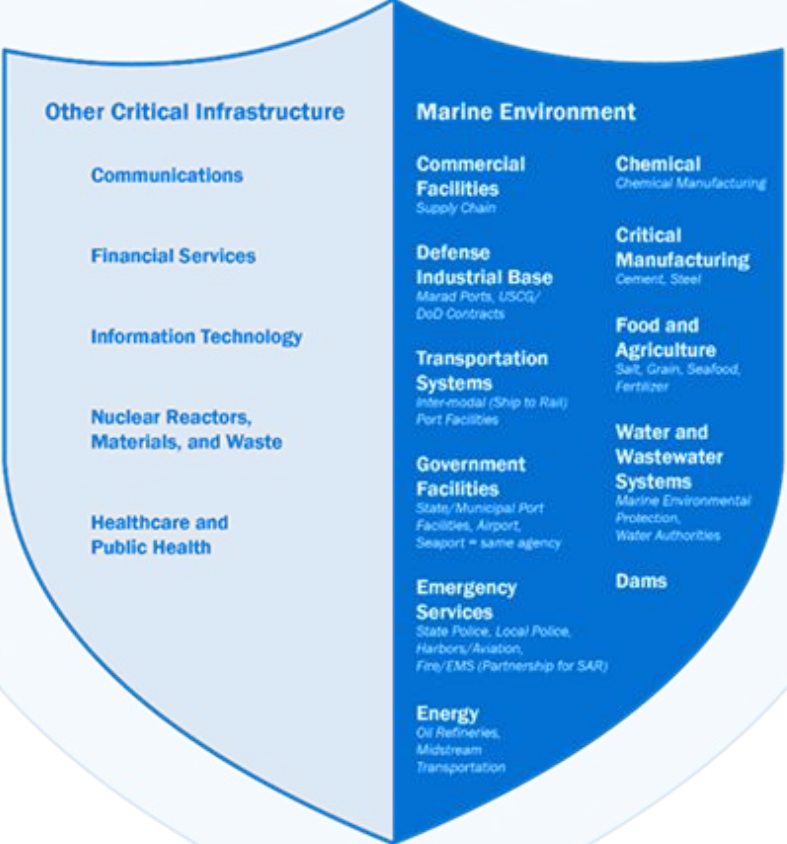 Other Critical Infrastructure
Communications
Financial Services
Information Technology
Nuclear Reactors,
Materials, and Waste
Healthcare and
Public Health
Marine Environment
Commercial
Facilities
Supply Chain
Defense
Industrial Base
Marad Ports, USCG/
DoD Contracts
Transportation
Systems
Inter-modal (Ship to Rail)
Port Facilities
Government
Facilities
State/Municipal Port
Facilities, Airport,
Seaport = same agency
Emergency
Services
State Police, Local Police,
Harbors/Aviation,
Fire/EMS (Partnership for SAR)
Energy
Oil Refineries,
Midstream
Transportation
Chemical
Chemical Manufacturing
Critical
Manufacturing
Cement, Steel
Food and
Agriculture
Salt, Grain, Seafood,
Fertilizer
Water and
Wastewater
Systems
Marine Environmental
Protection,
Water Authorities
Dams